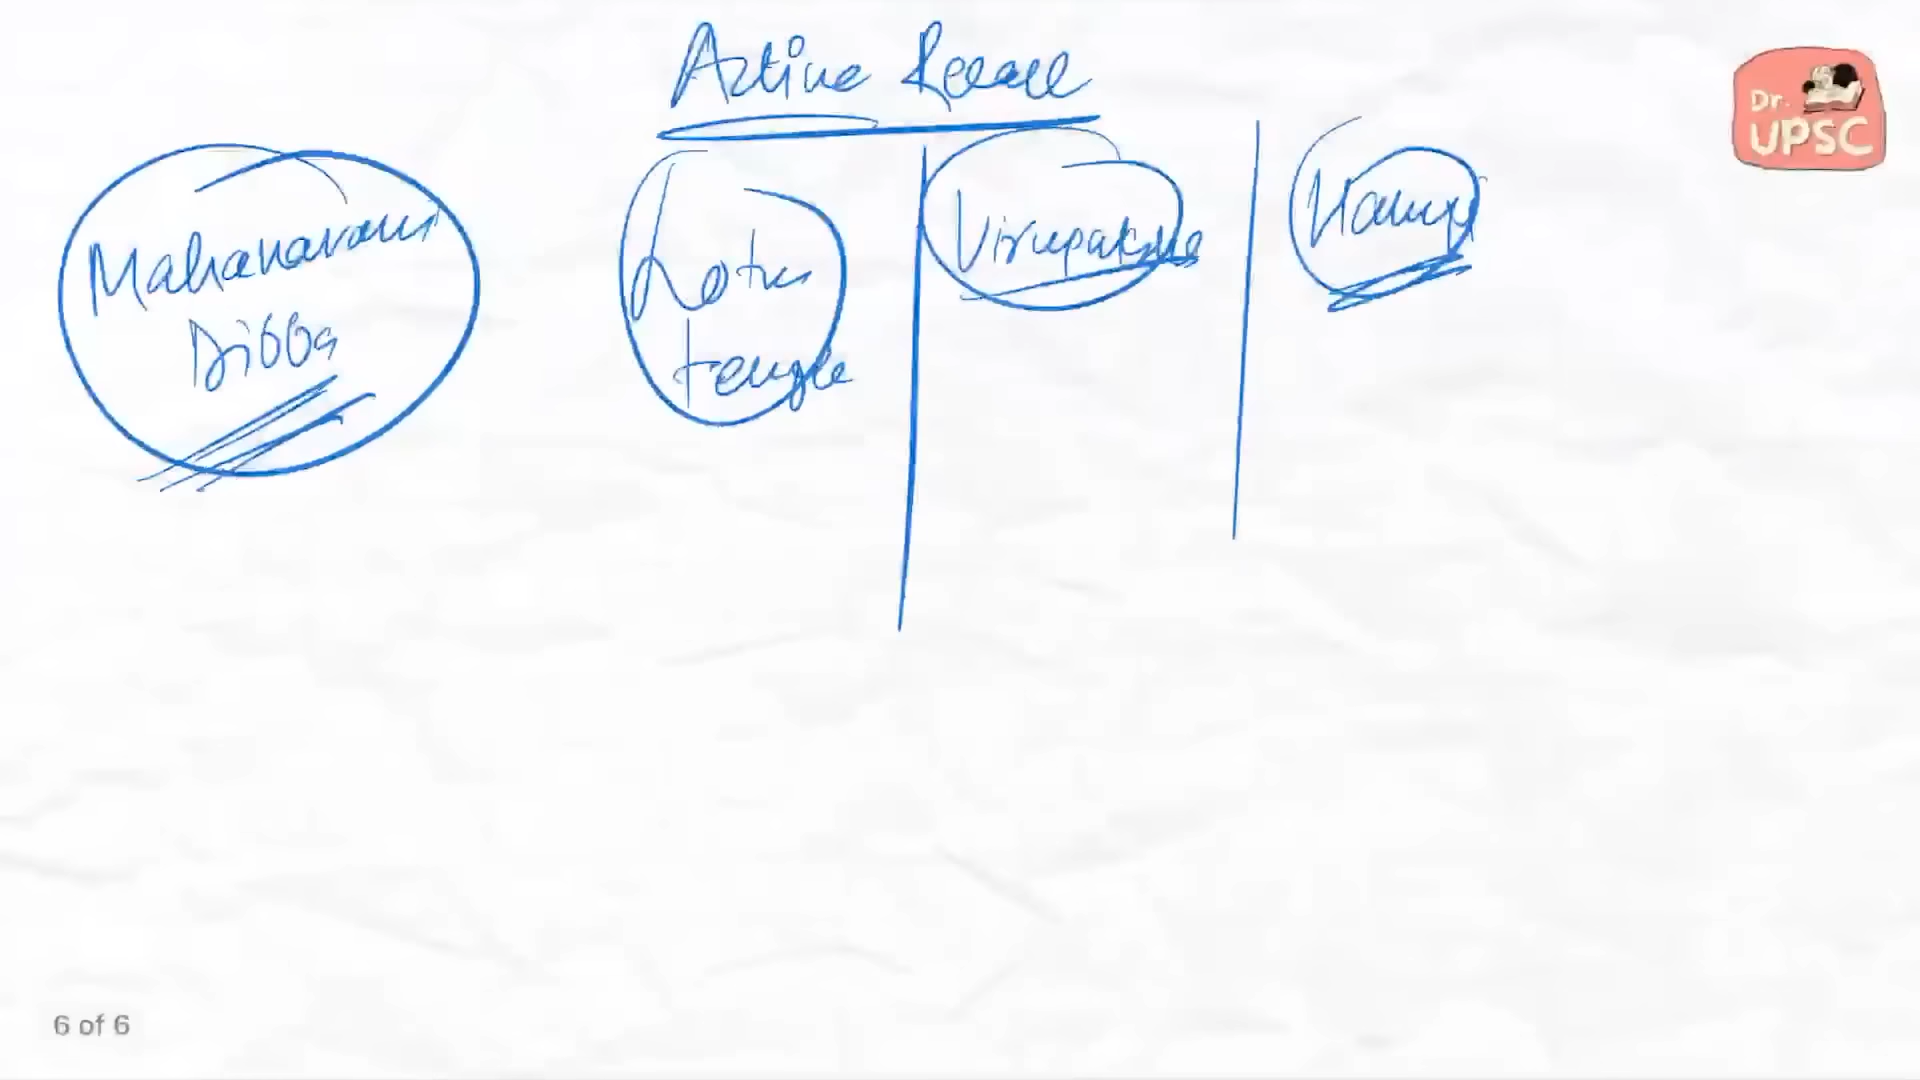 Active Recall
Dr.
UPSC
Mahanavami
Dibba
Lotus
temple
Virupaksha
Hampi
6 of 6